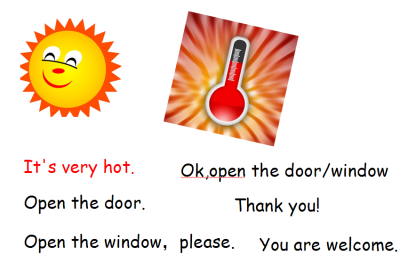 It's very hot.
Ok,open the door/window
Open the door.
Thank you!
Open the window, please.
You are welcome.